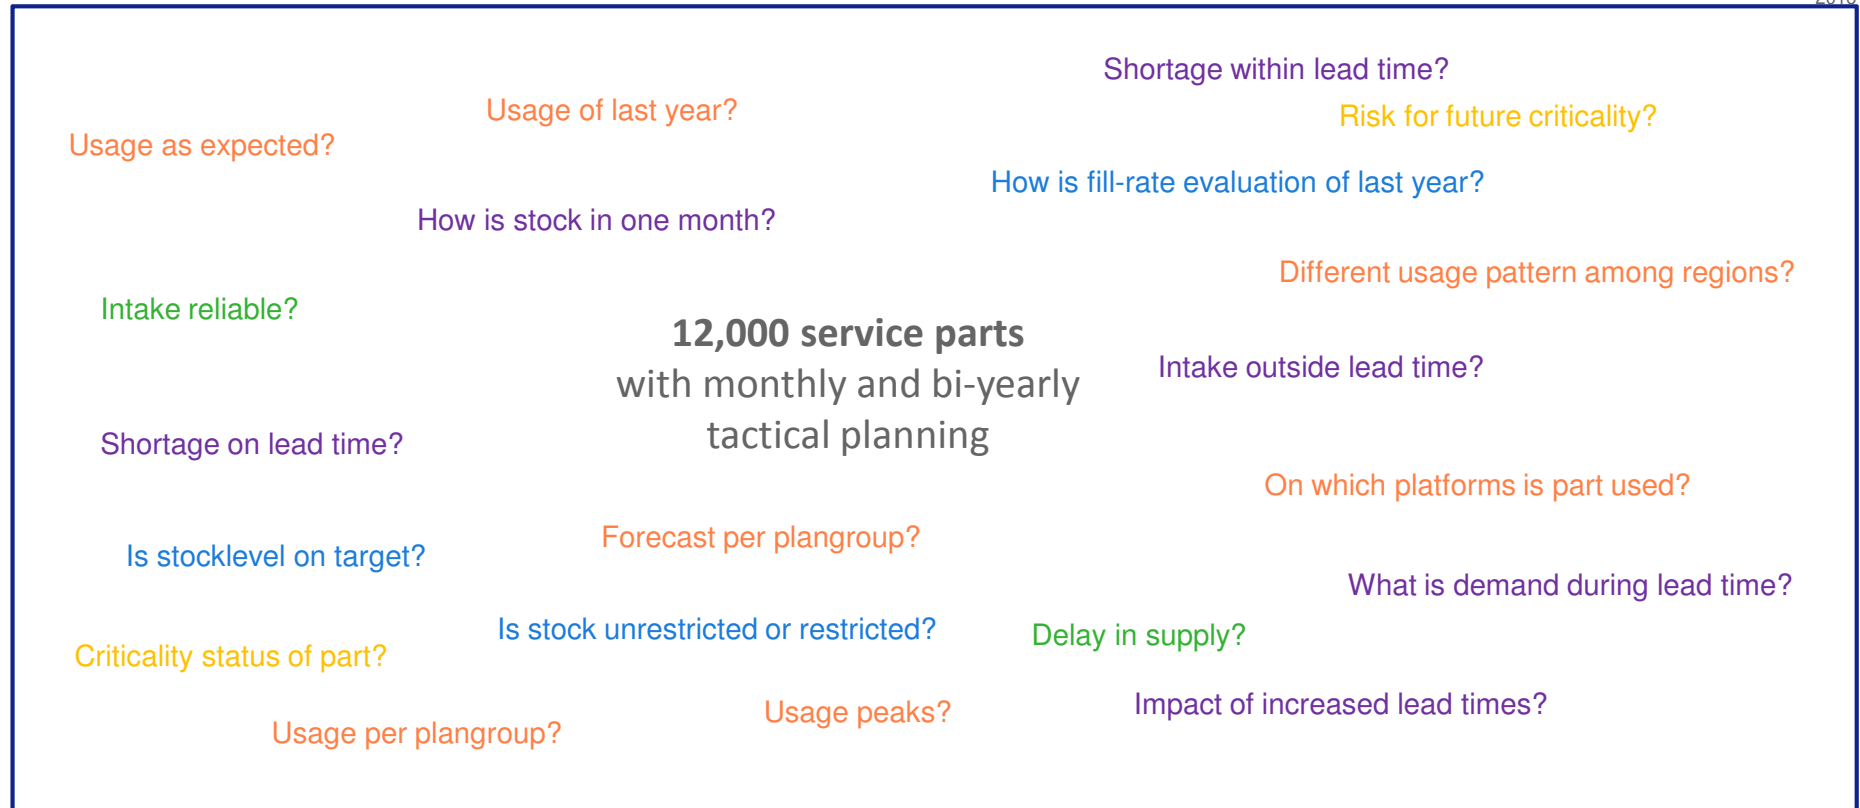 Shortage within lead time?
Usage of last year?
Risk for future criticality?
Usage as expected?
How is fill-rate evaluation of last year?
How is stock in one month?
Different usage pattern among regions?
Intake reliable?
12,000 service parts
with monthly and bi-yearly
tactical planning
Intake outside lead time?
Shortage on lead time?
On which platforms is part used?
Forecast per plangroup?
Is stocklevel on target?
What is demand during lead time?
Is stock unrestricted or restricted?
Delay in supply?
Criticality status of part?
Impact of increased lead times?
Usage peaks?
Usage per plangroup?